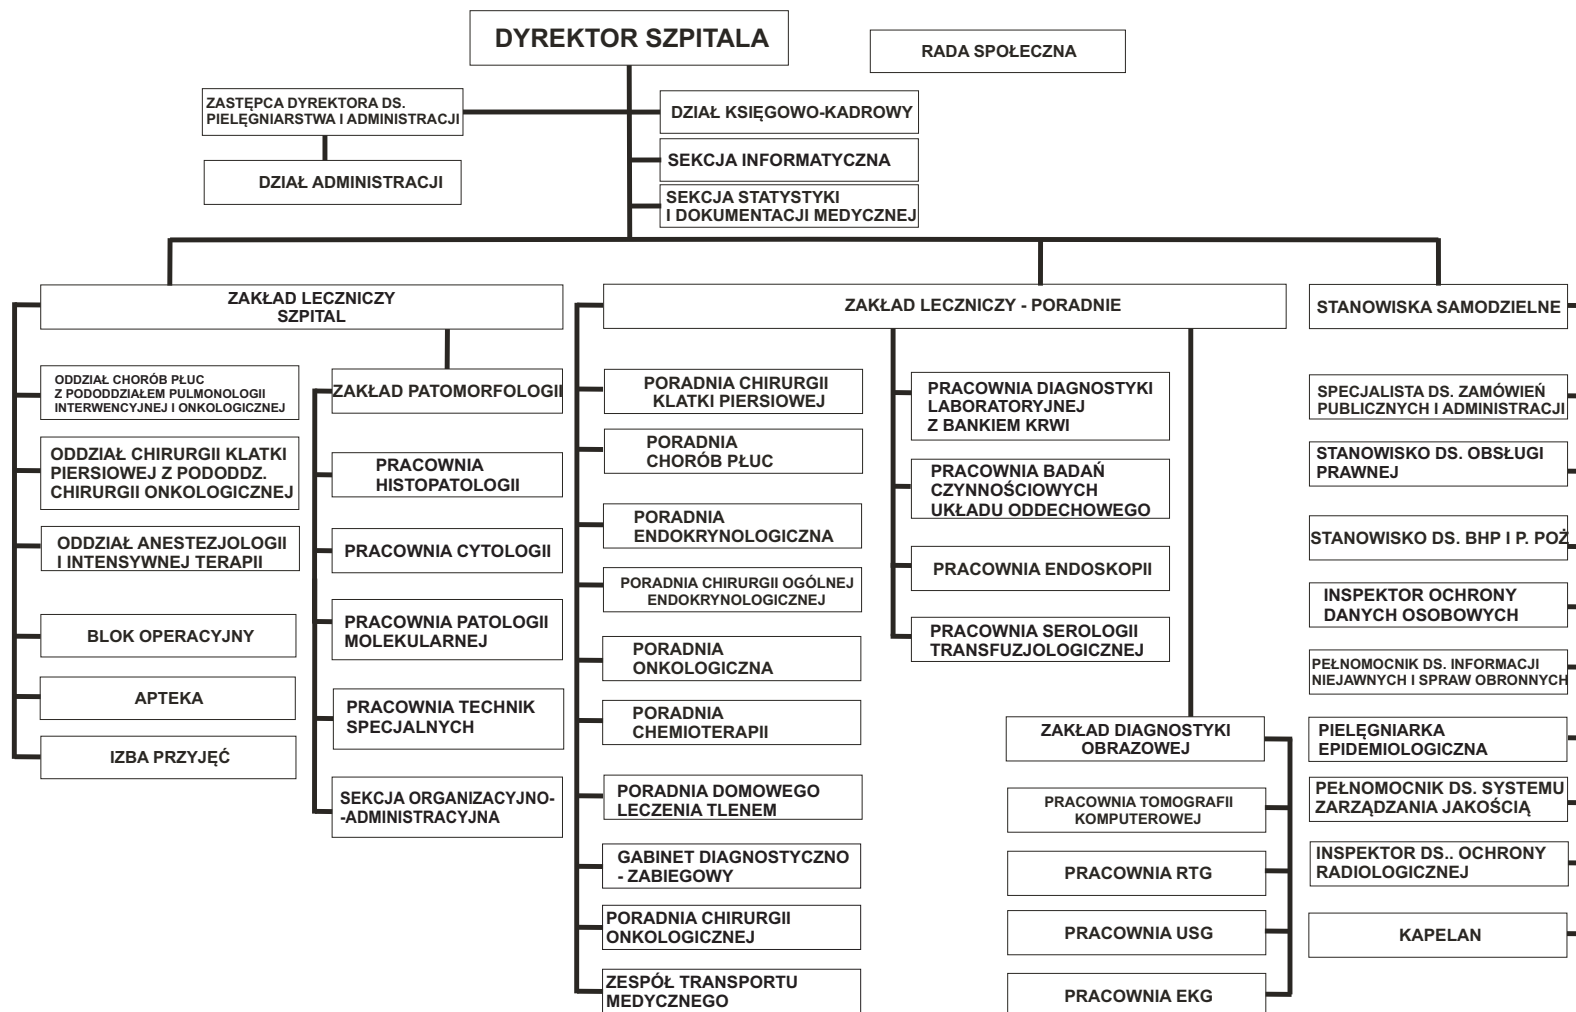 DYREKTOR SZPITALA
RADA SPOŁECZNA
ZASTĘPCA DYREKTORA DS.
PIELĘGNIARSTWA I ADMINISTRACJI
DZIAŁ ADMINISTRACJI
DZIAŁ KSIĘGOWO-KADROWY
SEKCJA INFORMATYCZNA
SEKCJA STATYSTYKI
I DOKUMENTACJI MEDYCZNEJ
ZAKŁAD LECZNICZY
SZPITAL
ODDZIAŁ CHORÓB PŁUC
Z PODODDZIAŁEM PULMONOLOGII
INTERWENCYJNEJ I ONKOLOGICZNEJ
ODDZIAŁ CHIRURGII KLATKI
PIERSIOWEJ Z PODODDZ.
CHIRURGII ONKOLOGICZNEJ
ODDZIAŁ ANESTEZJOLOGII
I INTENSYWNEJ TERAPII
BLOK OPERACYJNY
APTEKA
IZBA PRZYJĘĆ
ZAKŁAD PATOMORFOLOGII
PRACOWNIA
HISTOPATOLOGII
PRACOWNIA CYTOLOGII
PRACOWNIA PATOLOGII
MOLEKULARNEJ
PRACOWNIA TECHNIK
SPECJALNYCH
SEKCJA ORGANIZACYJNO-
-ADMINISTRACYJNA
ZAKŁAD LECZNICZY - PORADNIE
PORADNIA CHIRURGII
KLATKI PIERSIOWEJ
PORADNIA
CHORÓB PŁUC
PORADNIA
ENDOKRYNOLOGICZNA
PORADNIA CHIRURGII OGÓLNEJ
ENDOKRYNOLOGICZNEJ
PORADNIA
ONKOLOGICZNA
PORADNIA
CHEMIOTERAPII
PORADNIA DOMOWEGO
LECZENIA TLENEM
GABINET DIAGNOSTYCZNO
- ZABIEGOWY
PORADNIA CHIRURGII
ONKOLOGICZNEJ
ZESPÓŁ TRANSPORTU
MEDYCZNEGO
PRACOWNIA DIAGNOSTYKI
LABORATORYJNEJ
Z BANKIEM KRWI
PRACOWNIA BADAŃ
CZYNNOŚCIOWYCH
UKŁADU ODDECHOWEGO
PRACOWNIA ENDOSKOPII
PRACOWNIA SEROLOGII
TRANSFUZJOLOGICZNEJ
ZAKŁAD DIAGNOSTYKI
OBRAZOWEJ
PRACOWNIA TOMOGRAFII
KOMPUTEROWEJ
PRACOWNIA RTG
PRACOWNIA USG
PRACOWNIA EKG
STANOWISKA SAMODZIELNE
SPECJALISTA DS. ZAMÓWIEŃ
PUBLICZNYCH I ADMINISTRACJI
STANOWISKO DS. OBSŁUGI
PRAWNEJ
STANOWISKO DS. BHP I P. POŻ
INSPEKTOR OCHRONY
DANYCH OSOBOWYCH
PEŁNOMOCNIK DS. INFORMACJI
NIEJAWNYCH I SPRAW OBRONNYCH
PIELĘGNIARKA
EPIDEMIOLOGICZNA
PEŁNOMOCNIK DS. SYSTEMU
ZARZĄDZANIA JAKOŚCIĄ
INSPEKTOR DS.. OCHRONY
RADIOLOGICZNEJ
KAPELAN